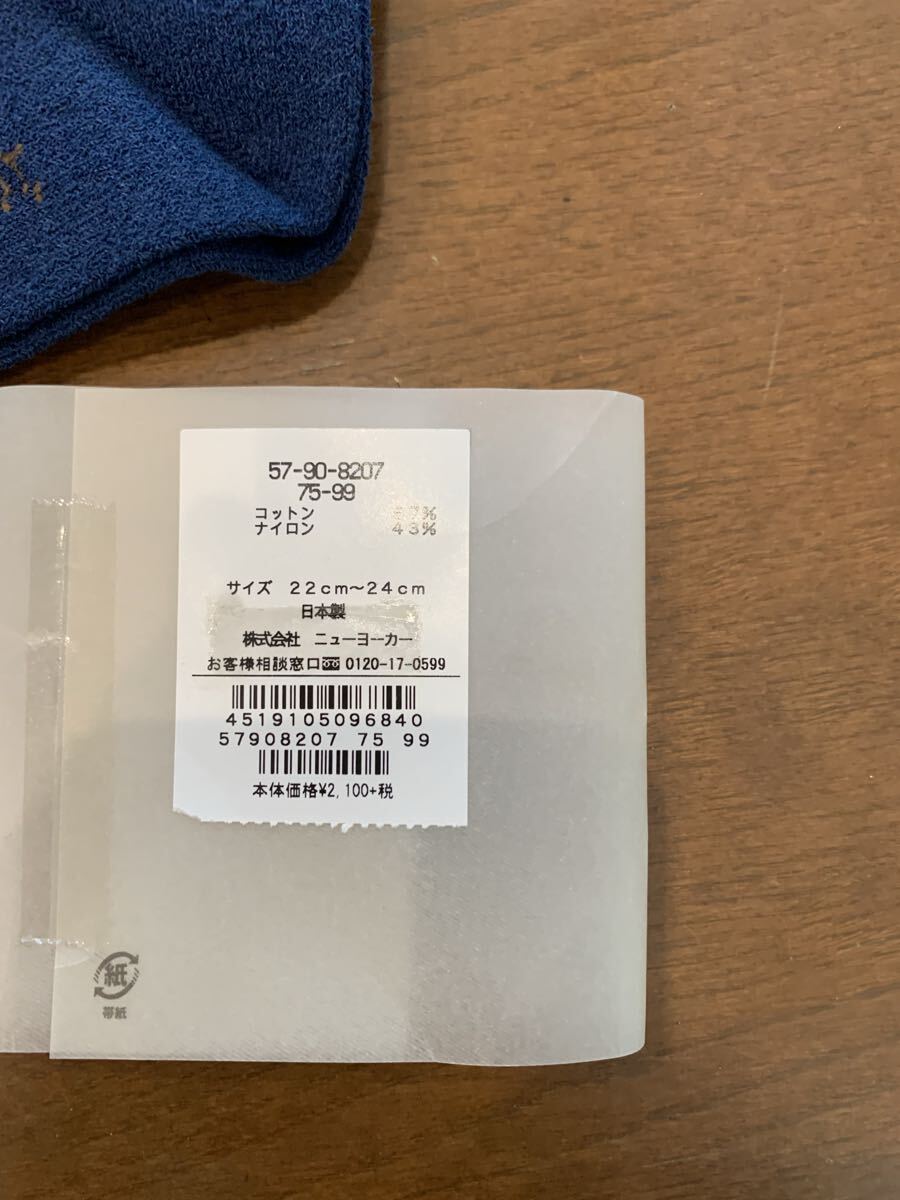 57-90-8207
75-99
コットン 57%
ナイロン 43%
サイズ 22cm～24cm
日本製
株式会社 ニューヨーカー
お客様相談窓口 0120-17-0599
4519105096840
57908207 75 99
本体価格¥2,100+税
紙
帯紙